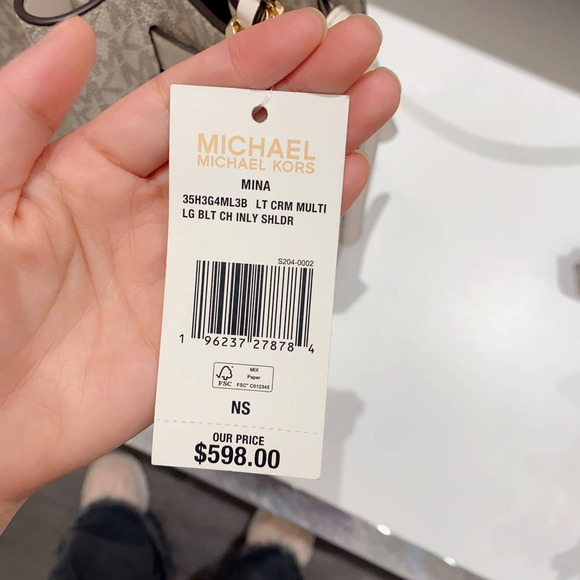 MICHAEL
MICHAEL KORS
MINA
35H3G4ML3B LT CRM MULTI
LG BLT CH INLY SHLDR
S204-0002
1 96237 27878 4
FSC
MIX
Paper
FSC® C012345
NS
OUR PRICE
$598.00